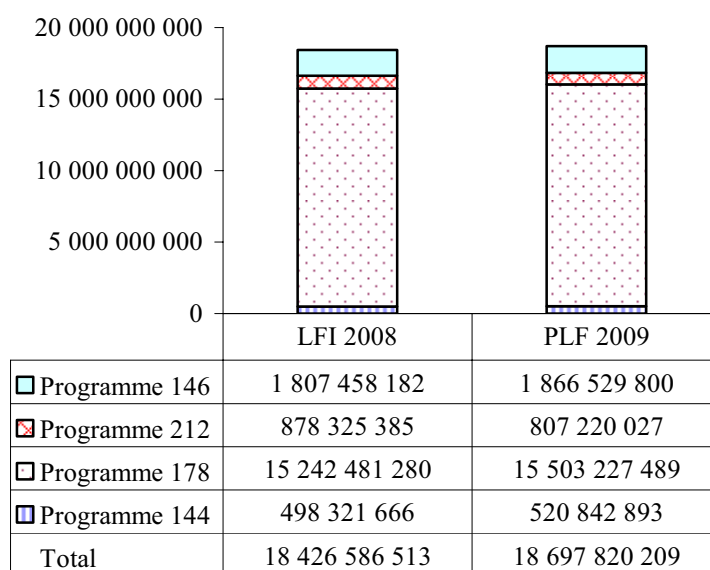 20 000 000 000
15 000 000 000
10 000 000 000
5 000 000 000
0
LFI 2008 PLF 2009
Programme 146 1 807 458 182 1 866 529 800
Programme 212 878 325 385 807 220 027
Programme 178 15 242 481 280 15 503 227 489
Programme 144 498 321 666 520 842 893
Total 18 426 586 513 18 697 820 209